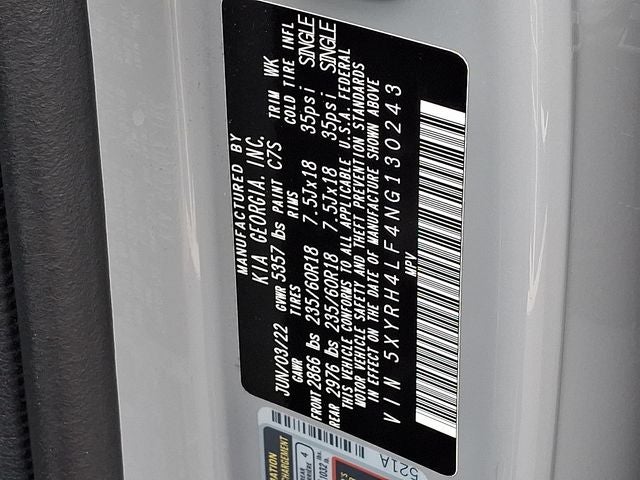 MANUFACTURED BY
KIA GEORGIA, INC.
JUN/03/22 GVWR 5357 lbs PAINT C7S TRIM WK
GAWR TIRES RIMS COLD TIRE INFL
FRONT 2866 lbs 235/60R18 7.5Jx18 35psi SINGLE
REAR 2976 lbs 235/60R18 7.5Jx18 35psi SINGLE
THIS VEHICLE CONFORMS TO ALL APPLICABLE U.S.A. FEDERAL
MOTOR VEHICLE SAFETY AND THEFT PREVENTION STANDARDS
IN EFFECT ON THE DATE OF MANUFACTURE SHOWN ABOVE
VIN 5XYRH4LF4NG130243
MPV
521A